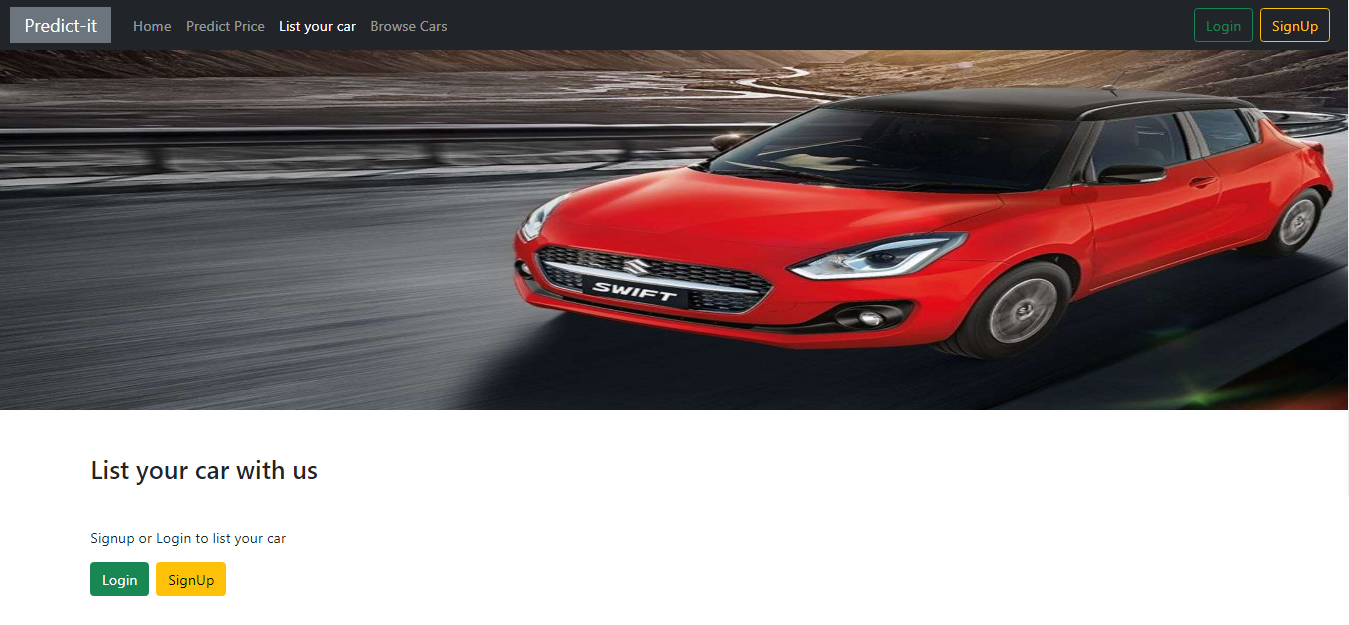 Predict-it Home Predict Price List your car Browse Cars Login SignUp
SWIFT
List your car with us
Signup or Login to list your car
Login SignUp